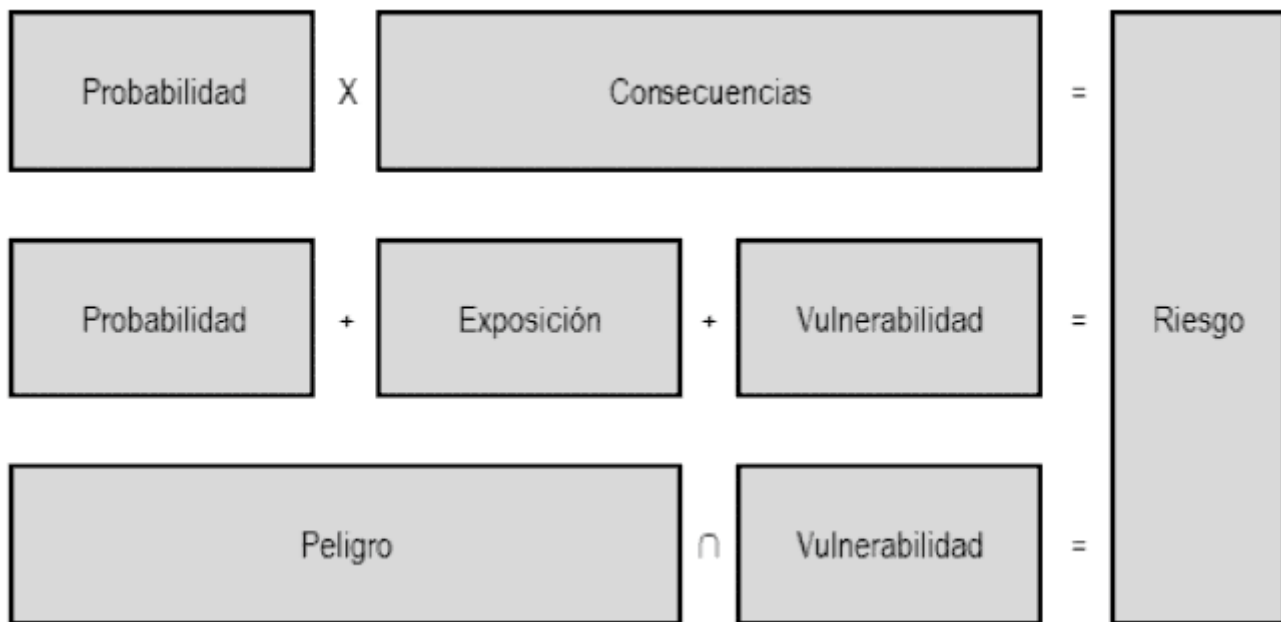 Probabilidad X Consecuencias =
Probabilidad + Exposición + Vulnerabilidad = Riesgo
Peligro ∩ Vulnerabilidad =